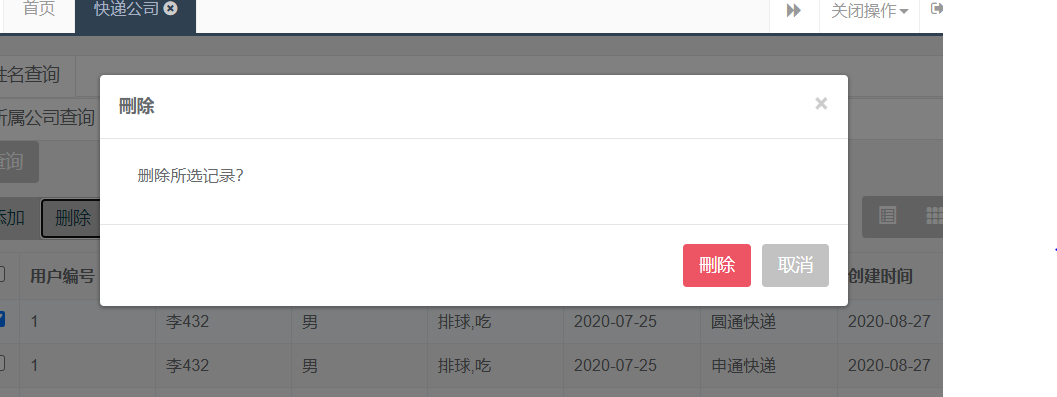 首页 快递公司 关闭操作
姓名查询
所属公司查询
查询
添加 删除
刪除
删除所选记录?
刪除 取消
用户编号 创建时间
1 李432 男 排球,吃 2020-07-25 圆通快递 2020-08-27
1 李432 男 排球,吃 2020-07-25 申通快递 2020-08-27